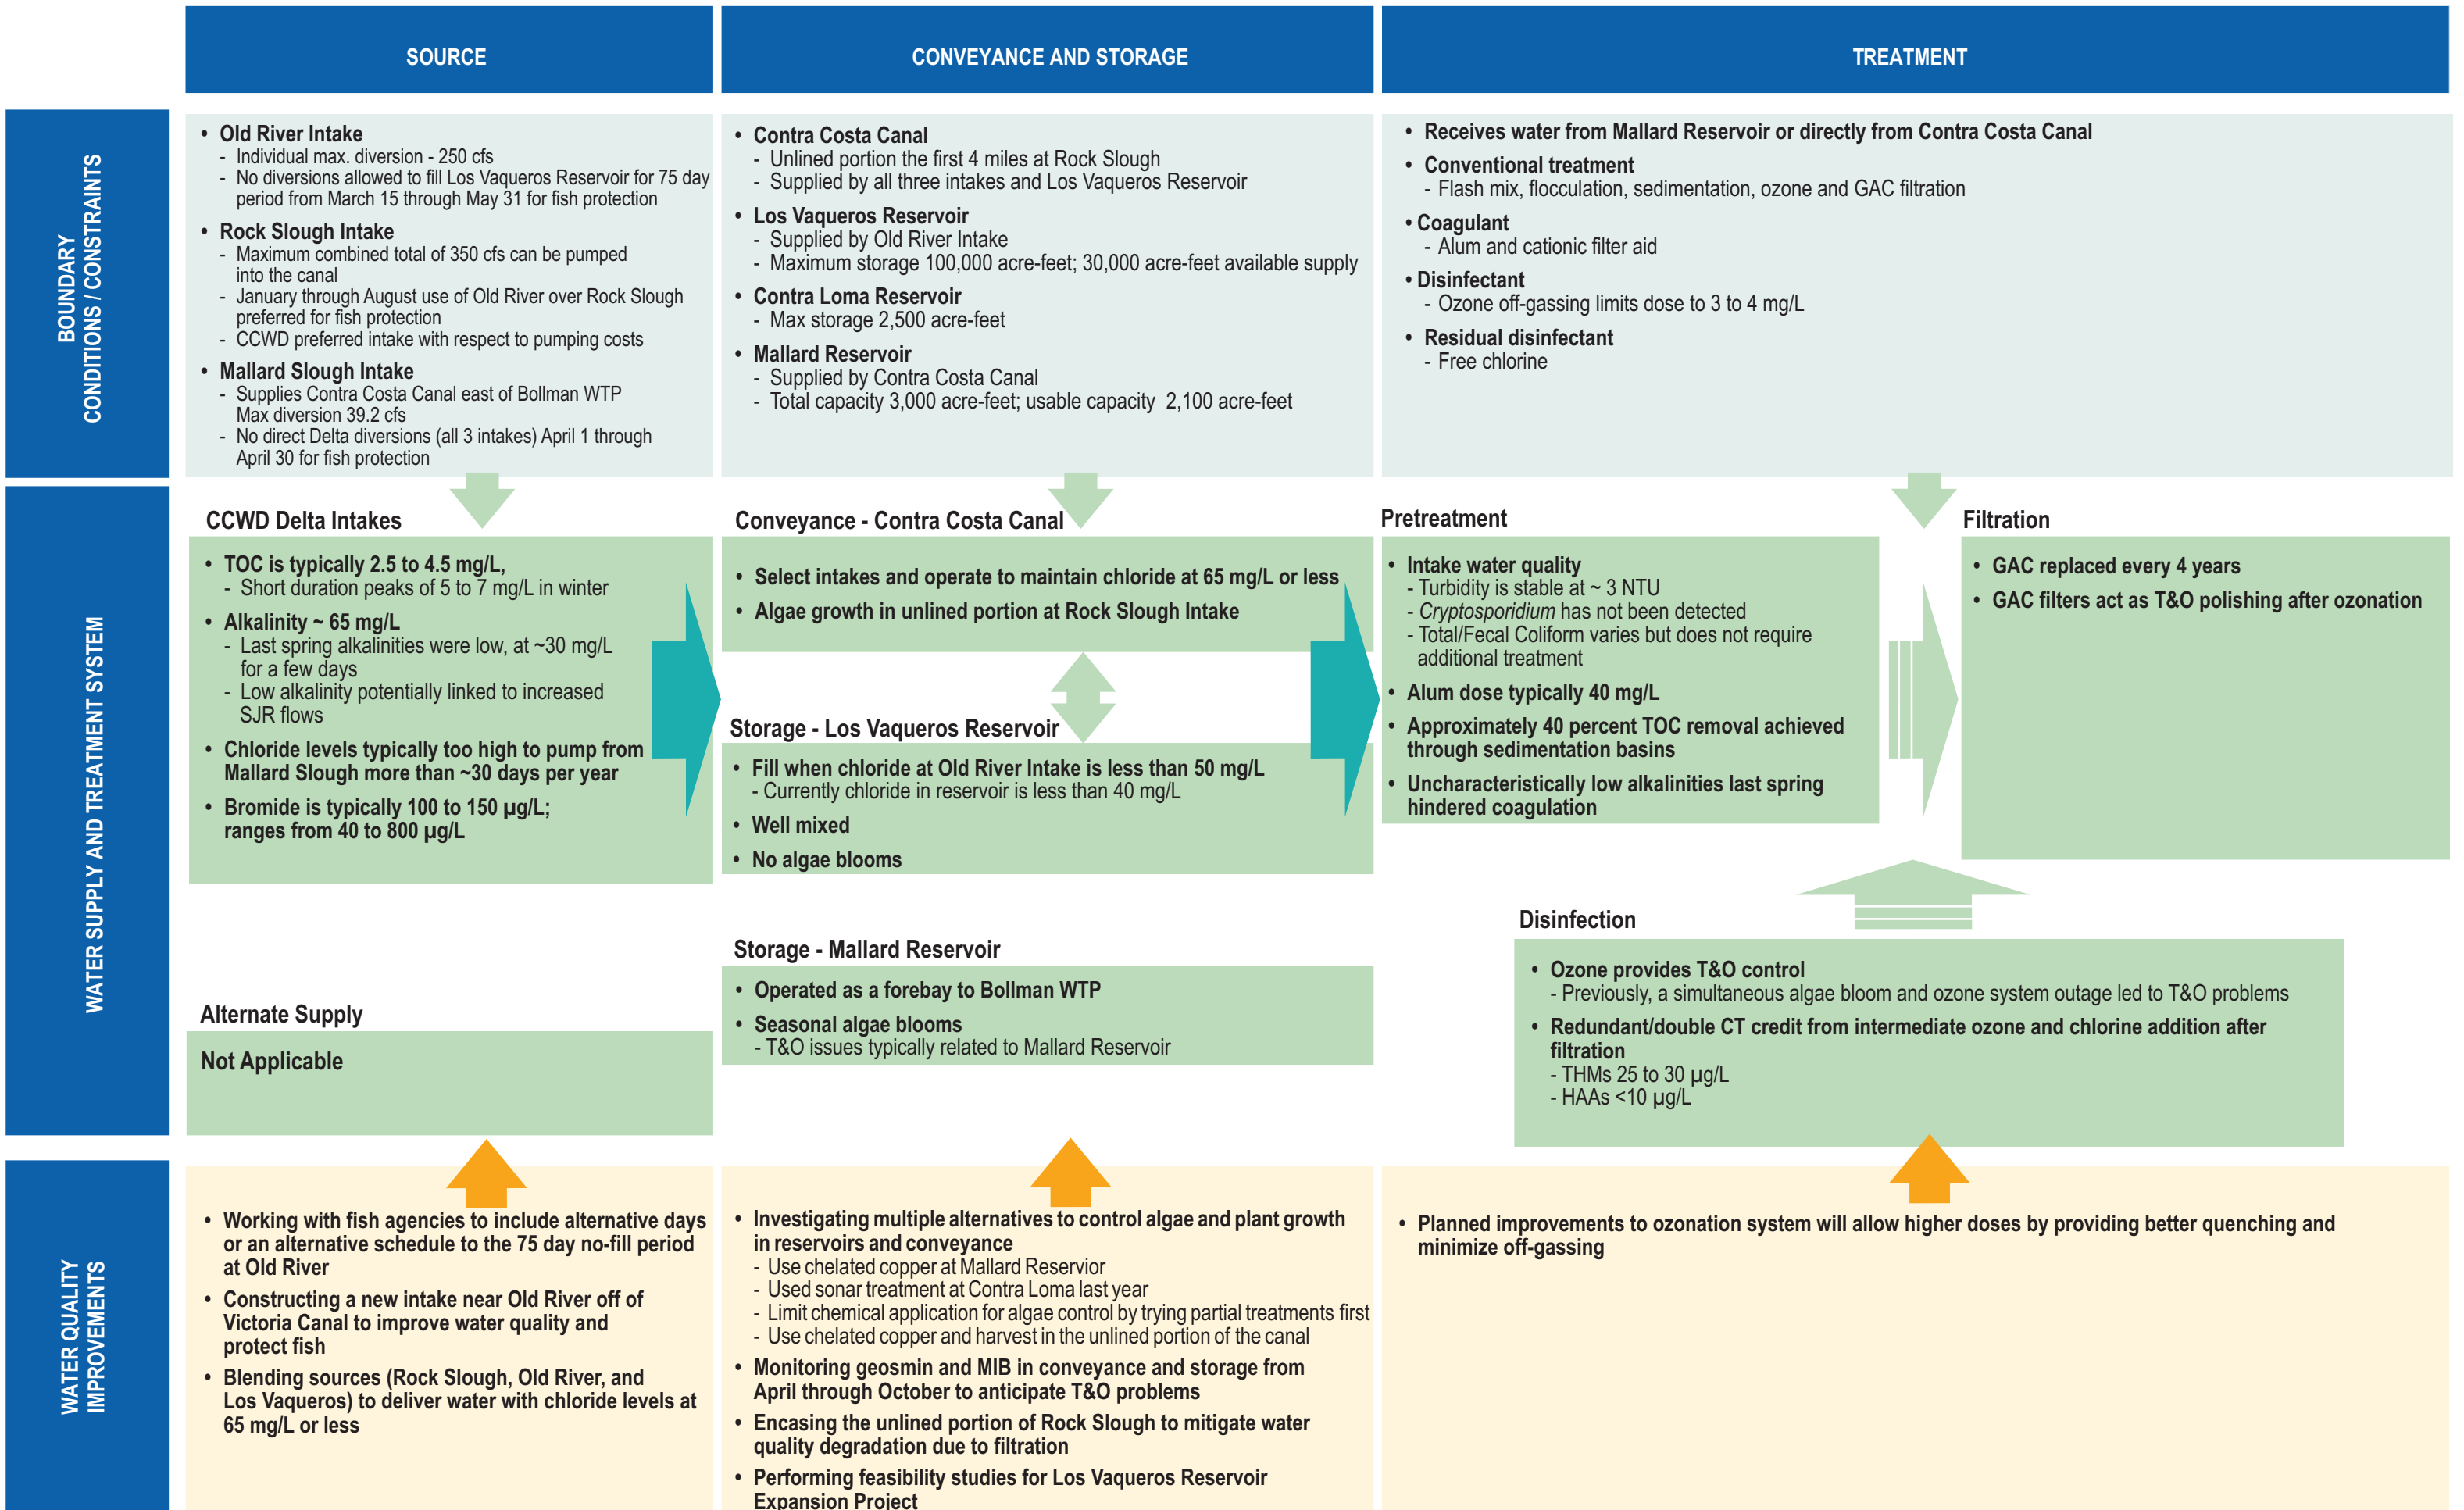 SOURCE
CONVEYANCE AND STORAGE
TREATMENT
BOUNDARY
CONDITIONS / CONSTRAINTS
• Old River Intake
- Individual max. diversion - 250 cfs
- No diversions allowed to fill Los Vaqueros Reservoir for 75 day
period from March 15 through May 31 for fish protection
• Rock Slough Intake
- Maximum combined total of 350 cfs can be pumped
into the canal
- January through August use of Old River over Rock Slough
preferred for fish protection
- CCWD preferred intake with respect to pumping costs
• Mallard Slough Intake
- Supplies Contra Costa Canal east of Bollman WTP
Max diversion 39.2 cfs
- No direct Delta diversions (all 3 intakes) April 1 through
April 30 for fish protection
• Contra Costa Canal
- Unlined portion the first 4 miles at Rock Slough
- Supplied by all three intakes and Los Vaqueros Reservoir
• Los Vaqueros Reservoir
- Supplied by Old River Intake
- Maximum storage 100,000 acre-feet; 30,000 acre-feet available supply
• Contra Loma Reservoir
- Max storage 2,500 acre-feet
• Mallard Reservoir
- Supplied by Contra Costa Canal
- Total capacity 3,000 acre-feet; usable capacity 2,100 acre-feet
• Receives water from Mallard Reservoir or directly from Contra Costa Canal
• Conventional treatment
- Flash mix, flocculation, sedimentation, ozone and GAC filtration
• Coagulant
- Alum and cationic filter aid
• Disinfectant
- Ozone off-gassing limits dose to 3 to 4 mg/L
• Residual disinfectant
- Free chlorine
WATER SUPPLY AND TREATMENT SYSTEM
CCWD Delta Intakes
• TOC is typically 2.5 to 4.5 mg/L,
- Short duration peaks of 5 to 7 mg/L in winter
• Alkalinity ~ 65 mg/L
- Last spring alkalinities were low, at ~30 mg/L
for a few days
- Low alkalinity potentially linked to increased
SJR flows
• Chloride levels typically too high to pump from
Mallard Slough more than ~30 days per year
• Bromide is typically 100 to 150 µg/L;
ranges from 40 to 800 µg/L
Alternate Supply
Not Applicable
Conveyance - Contra Costa Canal
• Select intakes and operate to maintain chloride at 65 mg/L or less
• Algae growth in unlined portion at Rock Slough Intake
Storage - Los Vaqueros Reservoir
• Fill when chloride at Old River Intake is less than 50 mg/L
- Currently chloride in reservoir is less than 40 mg/L
• Well mixed
• No algae blooms
Storage - Mallard Reservoir
• Operated as a forebay to Bollman WTP
• Seasonal algae blooms
- T&O issues typically related to Mallard Reservoir
Pretreatment
• Intake water quality
- Turbidity is stable at ~ 3 NTU
- Cryptosporidium has not been detected
- Total/Fecal Coliform varies but does not require
additional treatment
• Alum dose typically 40 mg/L
• Approximately 40 percent TOC removal achieved
through sedimentation basins
• Uncharacteristically low alkalinities last spring
hindered coagulation
Filtration
• GAC replaced every 4 years
• GAC filters act as T&O polishing after ozonation
Disinfection
• Ozone provides T&O control
- Previously, a simultaneous algae bloom and ozone system outage led to T&O problems
• Redundant/double CT credit from intermediate ozone and chlorine addition after
filtration
- THMs 25 to 30 µg/L
- HAAs <10 µg/L
WATER QUALITY
IMPROVEMENTS
• Working with fish agencies to include alternative days
or an alternative schedule to the 75 day no-fill period
at Old River
• Constructing a new intake near Old River off of
Victoria Canal to improve water quality and
protect fish
• Blending sources (Rock Slough, Old River, and
Los Vaqueros) to deliver water with chloride levels at
65 mg/L or less
• Investigating multiple alternatives to control algae and plant growth
in reservoirs and conveyance
- Use chelated copper at Mallard Reservior
- Used sonar treatment at Contra Loma last year
- Limit chemical application for algae control by trying partial treatments first
- Use chelated copper and harvest in the unlined portion of the canal
• Monitoring geosmin and MIB in conveyance and storage from
April through October to anticipate T&O problems
• Encasing the unlined portion of Rock Slough to mitigate water
quality degradation due to filtration
• Performing feasibility studies for Los Vaqueros Reservoir
Expansion Project
• Planned improvements to ozonation system will allow higher doses by providing better quenching and
minimize off-gassing